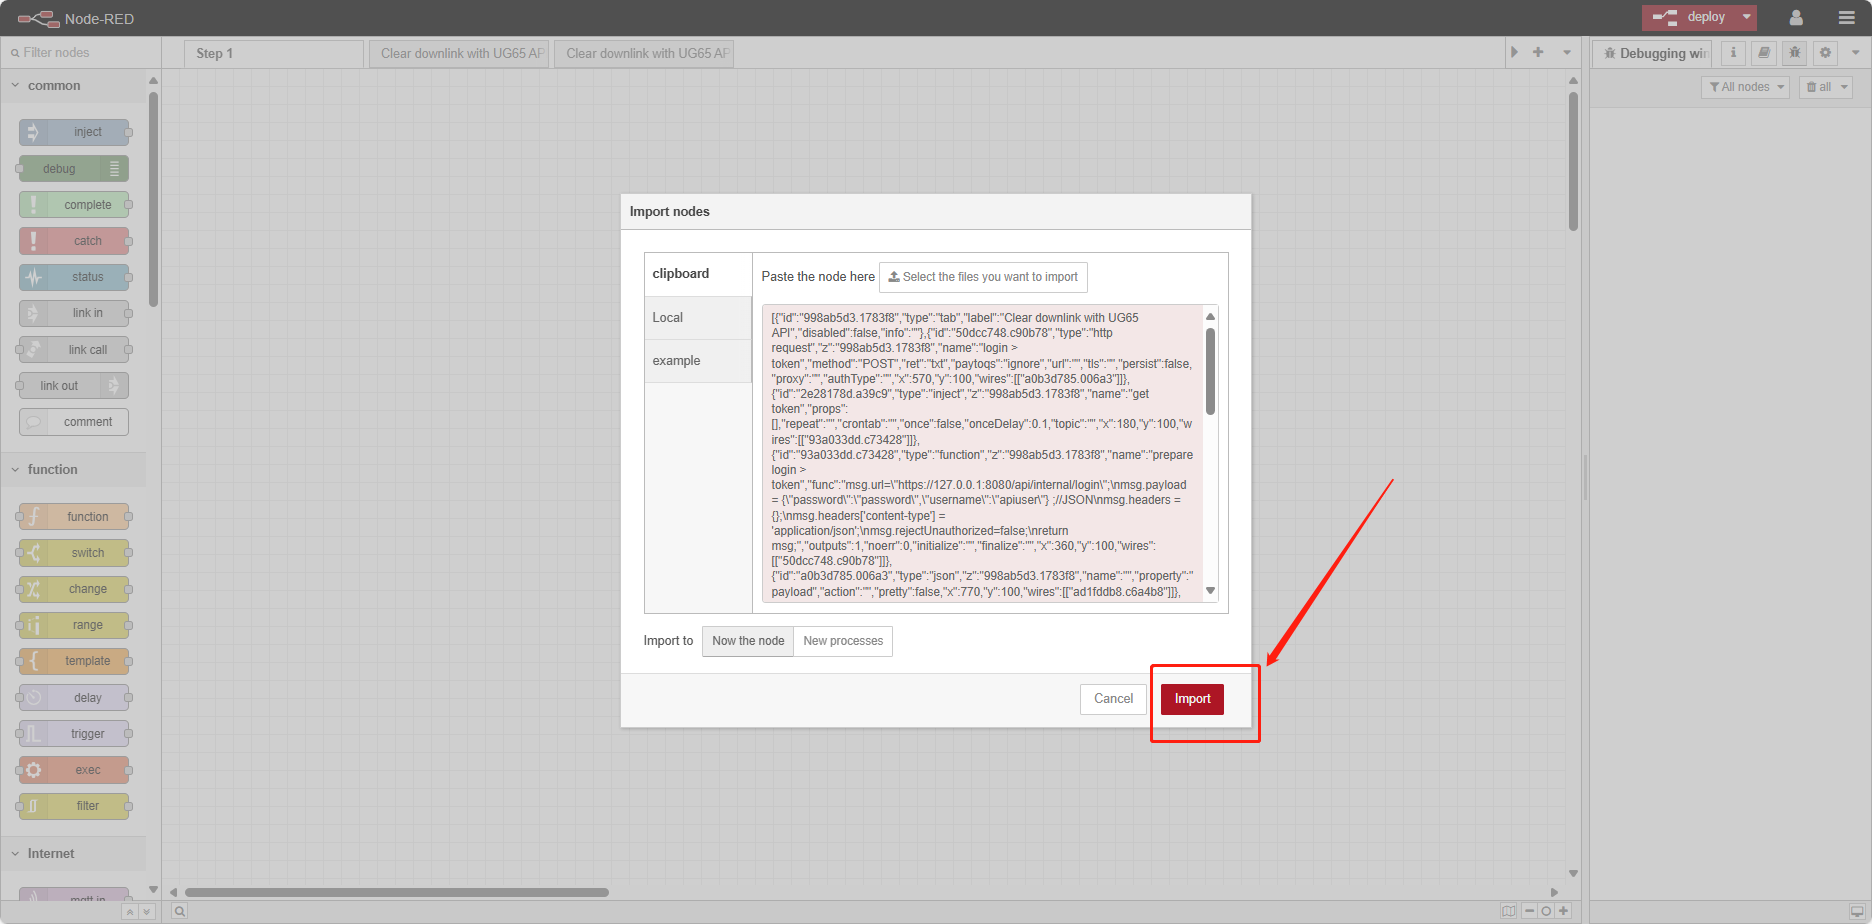 Node-RED
deploy
Filter nodes
Step 1
Clear downlink with UG65 AP
Clear downlink with UG65 AP
Debugging win
All nodes
all
common
inject
debug
complete
catch
status
link in
link call
link out
comment
function
function
switch
change
range
template
delay
trigger
exec
filter
Internet
mqtt in
Import nodes
clipboard
Local
example
Paste the node here
Select the files you want to import
[{"id":"998ab5d3.1783f8","type":"tab","label":"Clear downlink with UG65
API","disabled":false,"info":""},{"id":"50dcc748.c90b78","type":"http
request","z":"998ab5d3.1783f8","name":"login >
token","method":"POST","ret":"txt","paytoqs":"ignore","url":"","tls":"","persist":false,
"proxy":"","authType":"","x":570,"y":100,"wires":[["a0b3d785.006a3"]]},
{"id":"2e28178d.a39c9","type":"inject","z":"998ab5d3.1783f8","name":"get
token","props":
[],"repeat":"","crontab":"","once":false,"onceDelay":0.1,"topic":"","x":180,"y":100,"w
ires":[["93a033dd.c73428"]]},
{"id":"93a033dd.c73428","type":"function","z":"998ab5d3.1783f8","name":"prepare
login >
token","func":"msg.url=\"https://127.0.0.1:8080/api/internal/login\";\nmsg.payload
= {\"password\":\"password\",\"username\":\"apiuser\"} ;//JSON\nmsg.headers =
{};\nmsg.headers['content-type'] =
'application/json';\nmsg.rejectUnauthorized=false;\nreturn
msg;","outputs":1,"noerr":0,"initialize":"","finalize":"","x":360,"y":100,"wires":
[["50dcc748.c90b78"]]},
{"id":"a0b3d785.006a3","type":"json","z":"998ab5d3.1783f8","name":"","property":"
payload","action":"","pretty":false,"x":770,"y":100,"wires":[["ad1fddb8.c6a4b8"]]},
Import to
Now the node
New processes
Cancel
Import